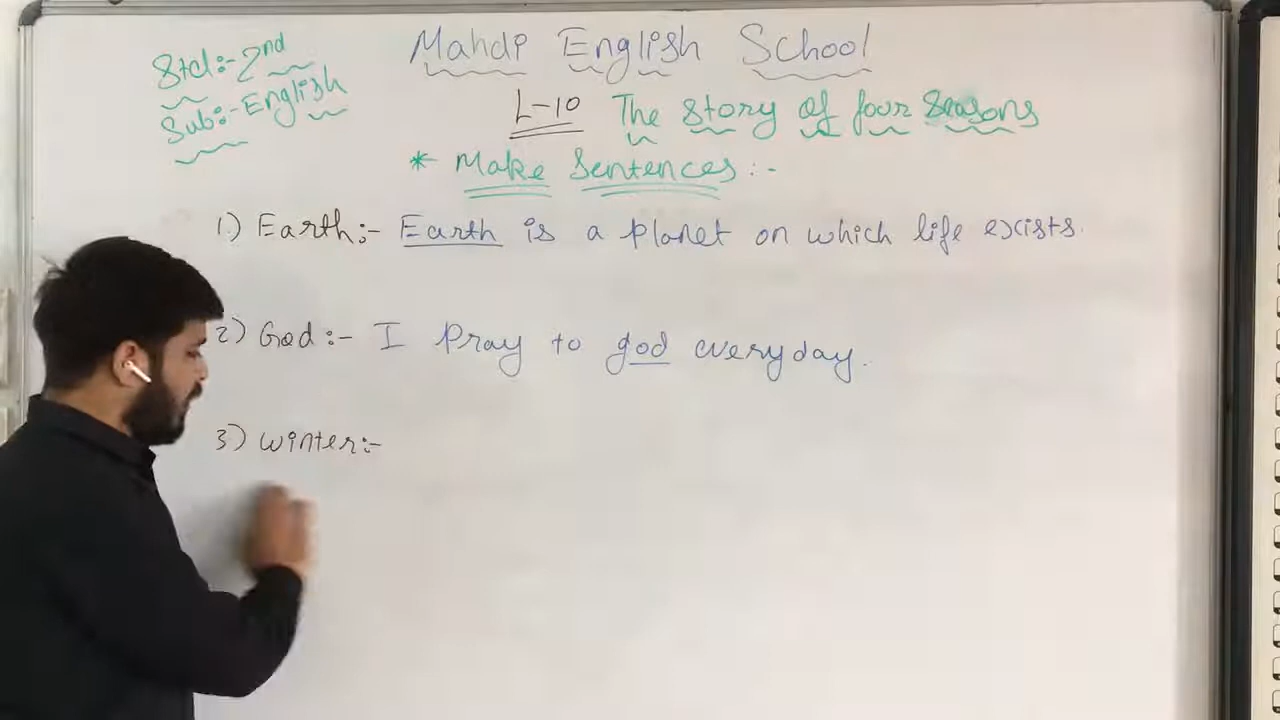 Std:- 2nd
Sub:- English
Mahdi English School
L-10 The story of four seasons
* Make Sentences:-
1.) Earth:- Earth is a planet on which life exists.
2) God:- I pray to god everyday.
3) winter:-